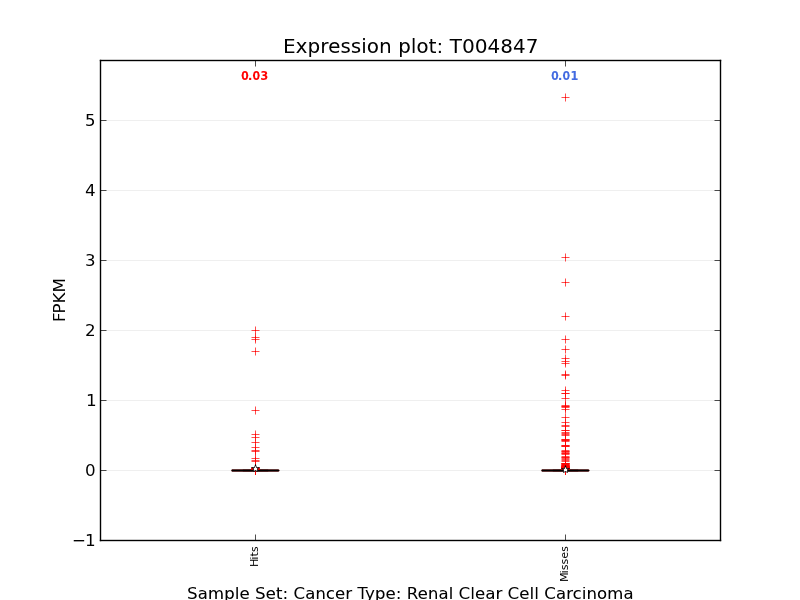 Expression plot: T004847
0.03
0.01
5
4
3
2
1
0
−1
FPKM
Hits
Misses
Sample Set: Cancer Type: Renal Clear Cell Carcinoma